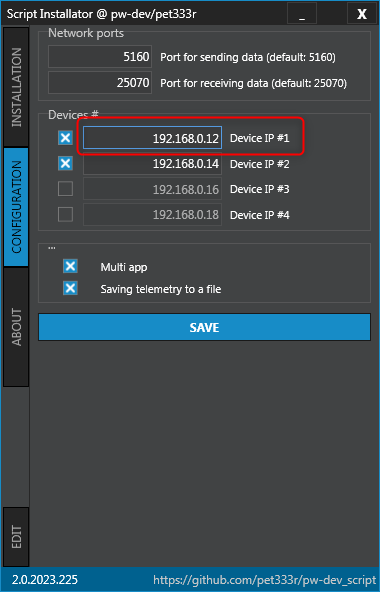 Script Installator @ pw-dev/pet333r _ X
INSTALLATION
CONFIGURATION
ABOUT
EDIT
Network ports
5160 Port for sending data (default: 5160)
25070 Port for receiving data (default: 25070)
Devices #
192.168.0.12 Device IP #1
192.168.0.14 Device IP #2
192.168.0.16 Device IP #3
192.168.0.18 Device IP #4
...
Multi app
Saving telemetry to a file
SAVE
2.0.2023.225 https://github.com/pet333r/pw-dev_script